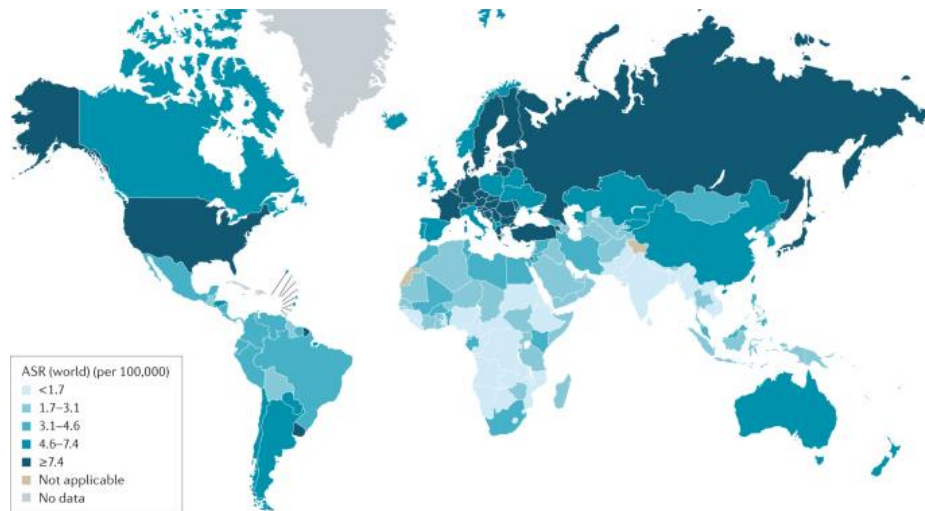 ASR (world) (per 100,000)
<1.7
1.7–3.1
3.1–4.6
4.6–7.4
≥7.4
Not applicable
No data